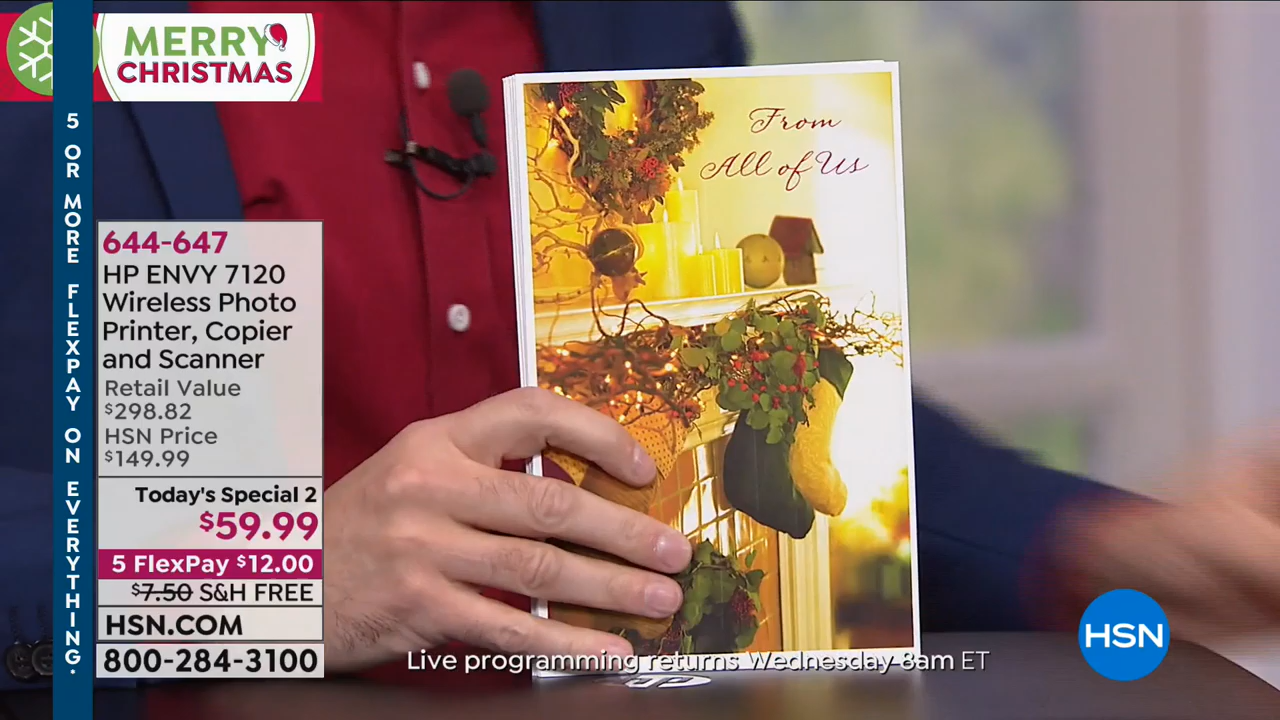 MERRY
CHRISTMAS
5 OR MORE FLEXPAY ON EVERYTHING.
From
All of Us
644-647
HP ENVY 7120
Wireless Photo
Printer, Copier
and Scanner
Retail Value
$298.82
HSN Price
$149.99
Today's Special 2
$59.99
5 FlexPay $12.00
$7.50 S&H FREE
HSN.COM
800-284-3100
HSN
Live programming returns Wednesday 8am ET